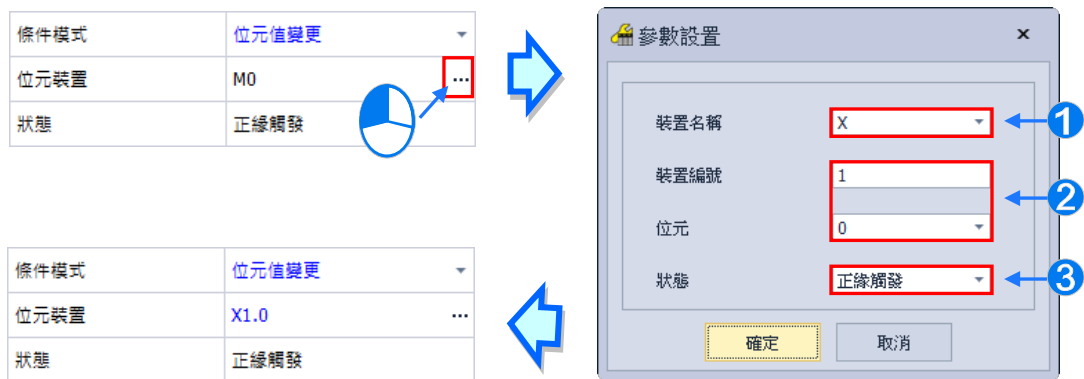 條件模式 位元值變更
位元裝置 M0 ...
狀態 正緣觸發
參數設置 ×
裝置名稱 X 1
裝置編號 1
2
位元 0
狀態 正緣觸發 3
確定 取消
條件模式 位元值變更
位元裝置 X1.0 ...
狀態 正緣觸發